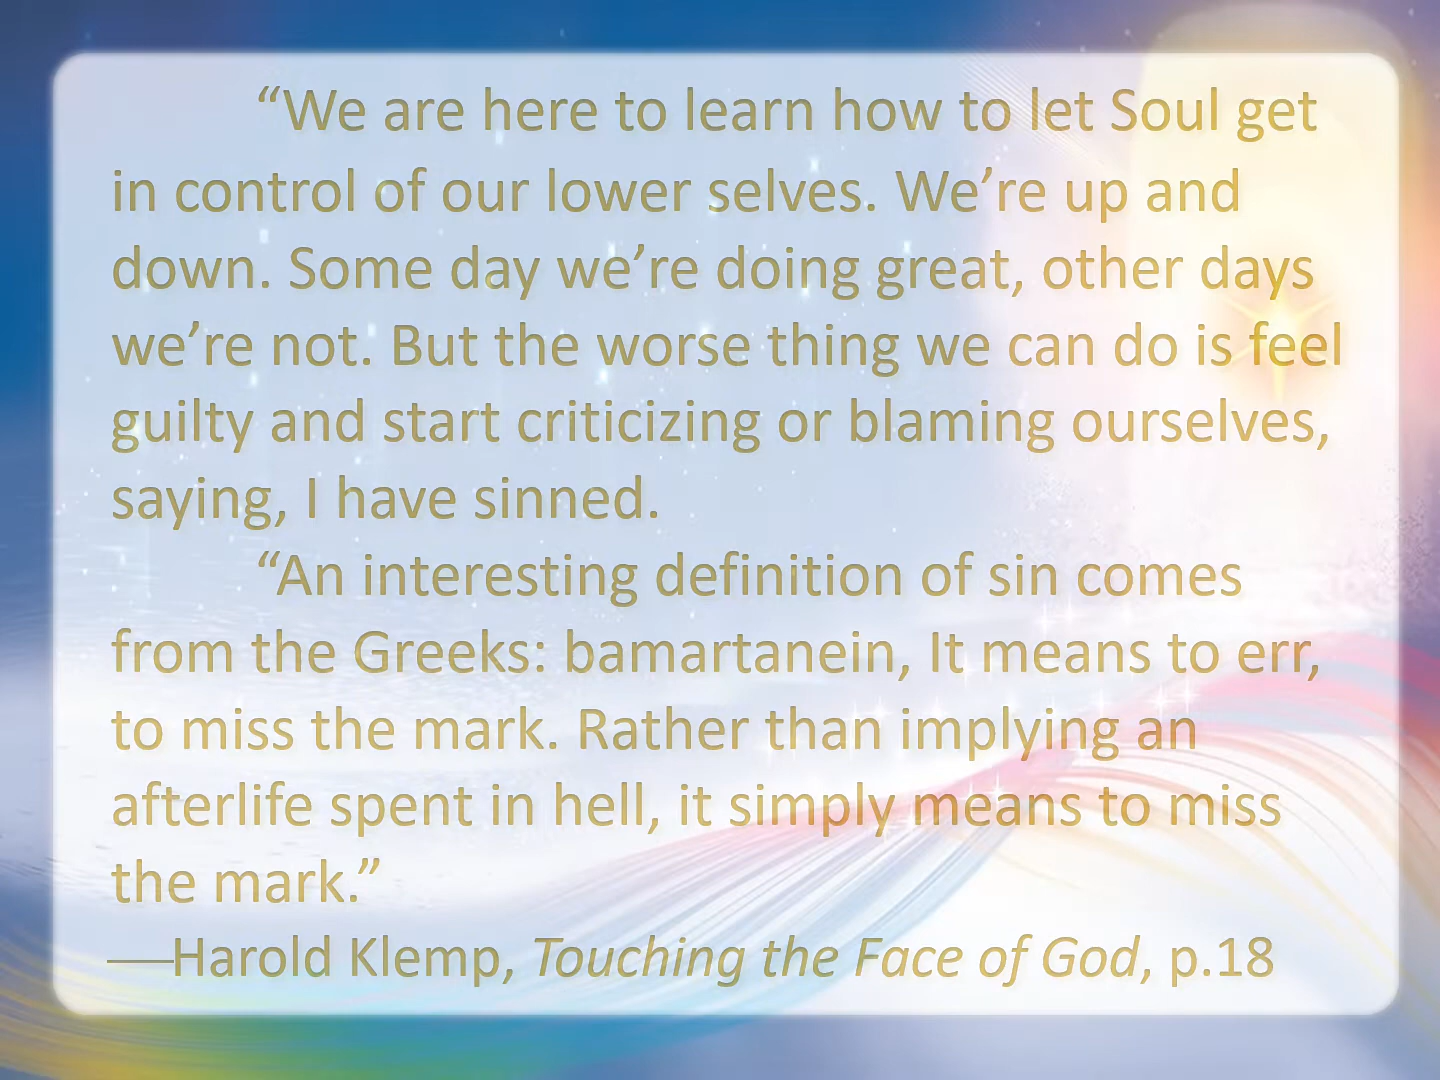 “We are here to learn how to let Soul get
in control of our lower selves. We’re up and
down. Some day we’re doing great, other days
we’re not. But the worse thing we can do is feel
guilty and start criticizing or blaming ourselves,
saying, I have sinned.
“An interesting definition of sin comes
from the Greeks: bamartanein, It means to err,
to miss the mark. Rather than implying an
afterlife spent in hell, it simply means to miss
the mark.”
——Harold Klemp, Touching the Face of God, p.18